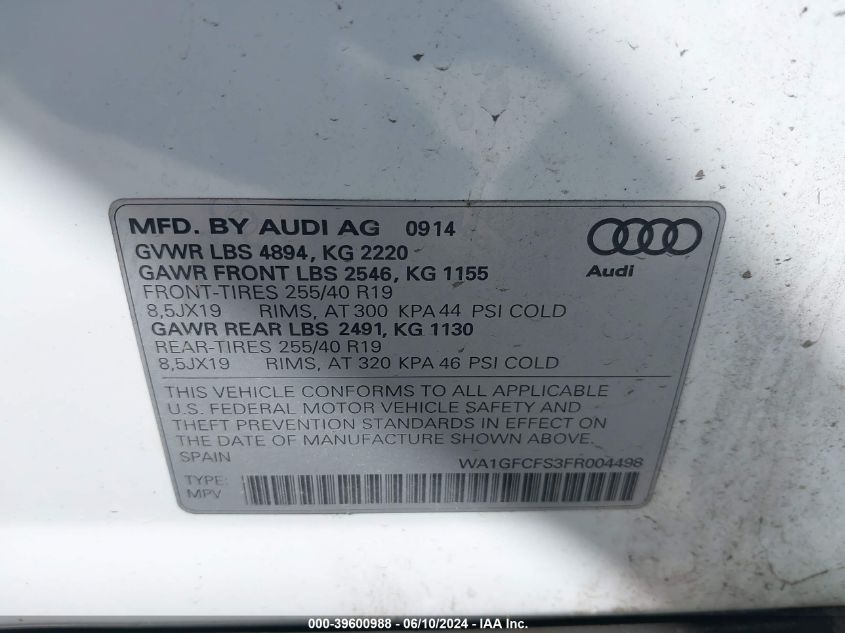 MFD. BY AUDI AG 0914
GVWR LBS 4894, KG 2220
GAWR FRONT LBS 2546, KG 1155
FRONT-TIRES 255/40 R19
8,5JX19 RIMS, AT 300 KPA 44 PSI COLD
GAWR REAR LBS 2491, KG 1130
REAR-TIRES 255/40 R19
8,5JX19 RIMS, AT 320 KPA 46 PSI COLD
Audi
THIS VEHICLE CONFORMS TO ALL APPLICABLE
U.S. FEDERAL MOTOR VEHICLE SAFETY AND
THEFT PREVENTION STANDARDS IN EFFECT ON
THE DATE OF MANUFACTURE SHOWN ABOVE.
SPAIN WA1GFCFS3FR004498
TYPE:
MPV
000-39600988 - 06/10/2024 - IAA Inc.